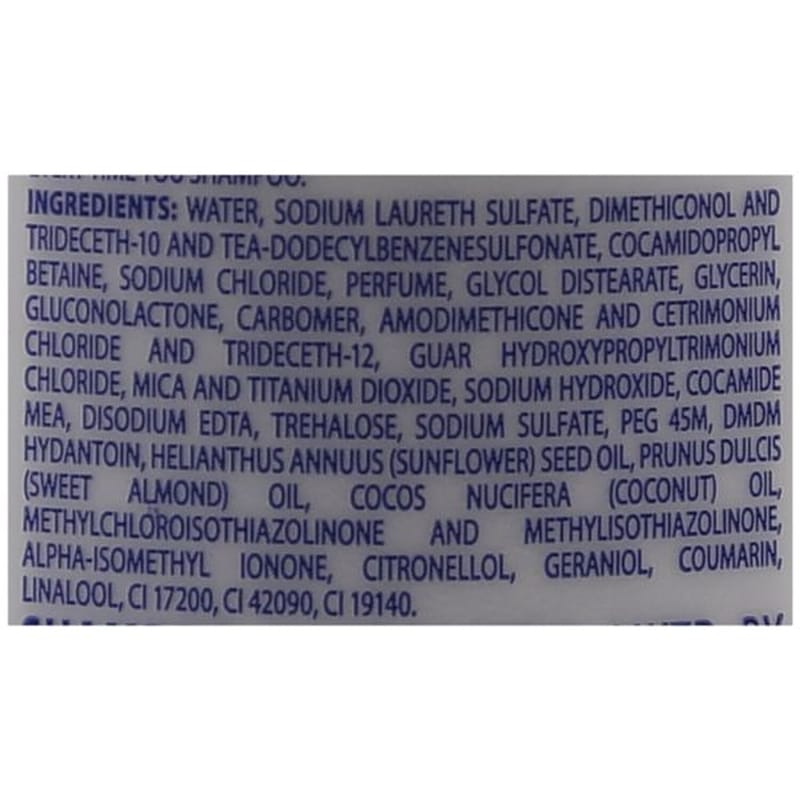 EVERYTIME YOU SHAMPOO.
INGREDIENTS: WATER, SODIUM LAURETH SULFATE, DIMETHICONOL AND
TRIDECETH-10 AND TEA-DODECYLBENZENESULFONATE, COCAMIDOPROPYL
BETAINE, SODIUM CHLORIDE, PERFUME, GLYCOL DISTEARATE, GLYCERIN,
GLUCONOLACTONE, CARBOMER, AMODIMETHICONE AND CETRIMONIUM
CHLORIDE AND TRIDECETH-12, GUAR HYDROXYPROPYLTRIMONIUM
CHLORIDE, MICA AND TITANIUM DIOXIDE, SODIUM HYDROXIDE, COCAMIDE
MEA, DISODIUM EDTA, TREHALOSE, SODIUM SULFATE, PEG 45M, DMDM
HYDANTOIN, HELIANTHUS ANNUUS (SUNFLOWER) SEED OIL, PRUNUS DULCIS
(SWEET ALMOND) OIL, COCOS NUCIFERA (COCONUT) OIL,
METHYLCHLOROISOTHIAZOLINONE AND METHYLISOTHIAZOLINONE,
ALPHA-ISOMETHYL IONONE, CITRONELLOL, GERANIOL, COUMARIN,
LINALOOL, CI 17200, CI 42090, CI 19140.